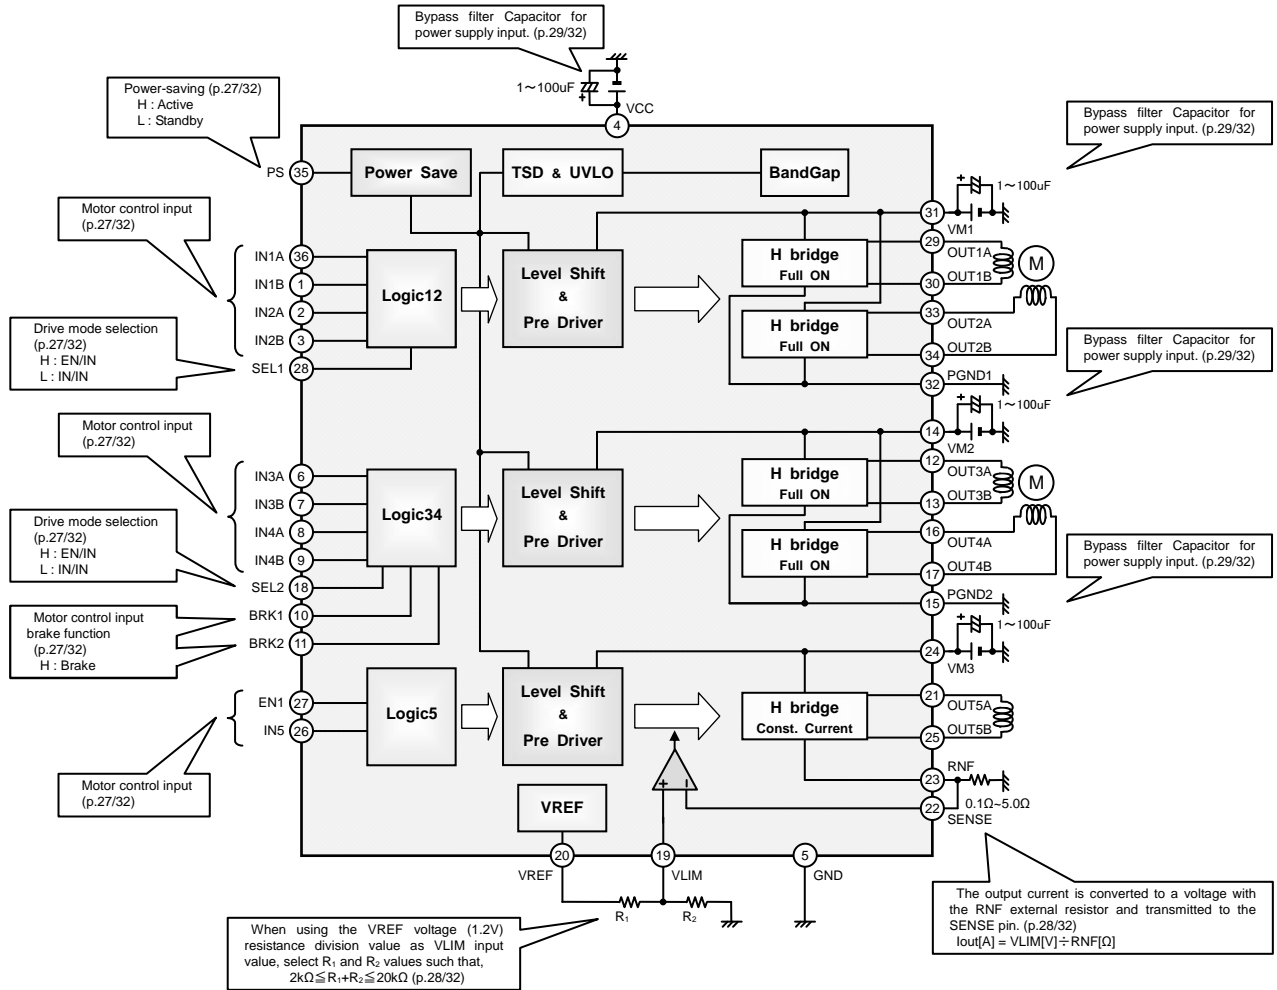 Bypass filter Capacitor for
power supply input. (p.29/32)
1～100uF
+
VCC
4
Power-saving (p.27/32)
H : Active
L : Standby
PS
35
Power Save
TSD & UVLO
BandGap
Bypass filter Capacitor for
power supply input. (p.29/32)
+
1～100uF
31
VM1
Motor control input
(p.27/32)
IN1A
36
IN1B
1
IN2A
2
IN2B
3
SEL1
28
Logic12
Level Shift
&
Pre Driver
H bridge
Full ON
H bridge
Full ON
29
OUT1A
30
OUT1B
M
33
OUT2A
34
OUT2B
32
PGND1
Drive mode selection
(p.27/32)
H : EN/IN
L : IN/IN
Bypass filter Capacitor for
power supply input. (p.29/32)
+
1～100uF
14
VM2
Motor control input
(p.27/32)
IN3A
6
IN3B
7
IN4A
8
IN4B
9
SEL2
18
BRK1
10
BRK2
11
Logic34
Level Shift
&
Pre Driver
H bridge
Full ON
H bridge
Full ON
12
OUT3A
13
OUT3B
M
16
OUT4A
17
OUT4B
15
PGND2
Drive mode selection
(p.27/32)
H : EN/IN
L : IN/IN
Motor control input
brake function
(p.27/32)
H : Brake
Bypass filter Capacitor for
power supply input. (p.29/32)
+
1～100uF
24
VM3
EN1
27
IN5
26
Logic5
Level Shift
&
Pre Driver
H bridge
Const. Current
21
OUT5A
25
OUT5B
23
RNF
22
SENSE
0.1Ω~5.0Ω
Motor control input
(p.27/32)
+
−
VREF
20
VREF
19
VLIM
5
GND
R1
R2
When using the VREF voltage (1.2V)
resistance division value as VLIM input
value, select R1 and R2 values such that,
2kΩ≦R1+R2≦20kΩ (p.28/32)
The output current is converted to a voltage with
the RNF external resistor and transmitted to the
SENSE pin. (p.28/32)
Iout[A] = VLIM[V]÷RNF[Ω]